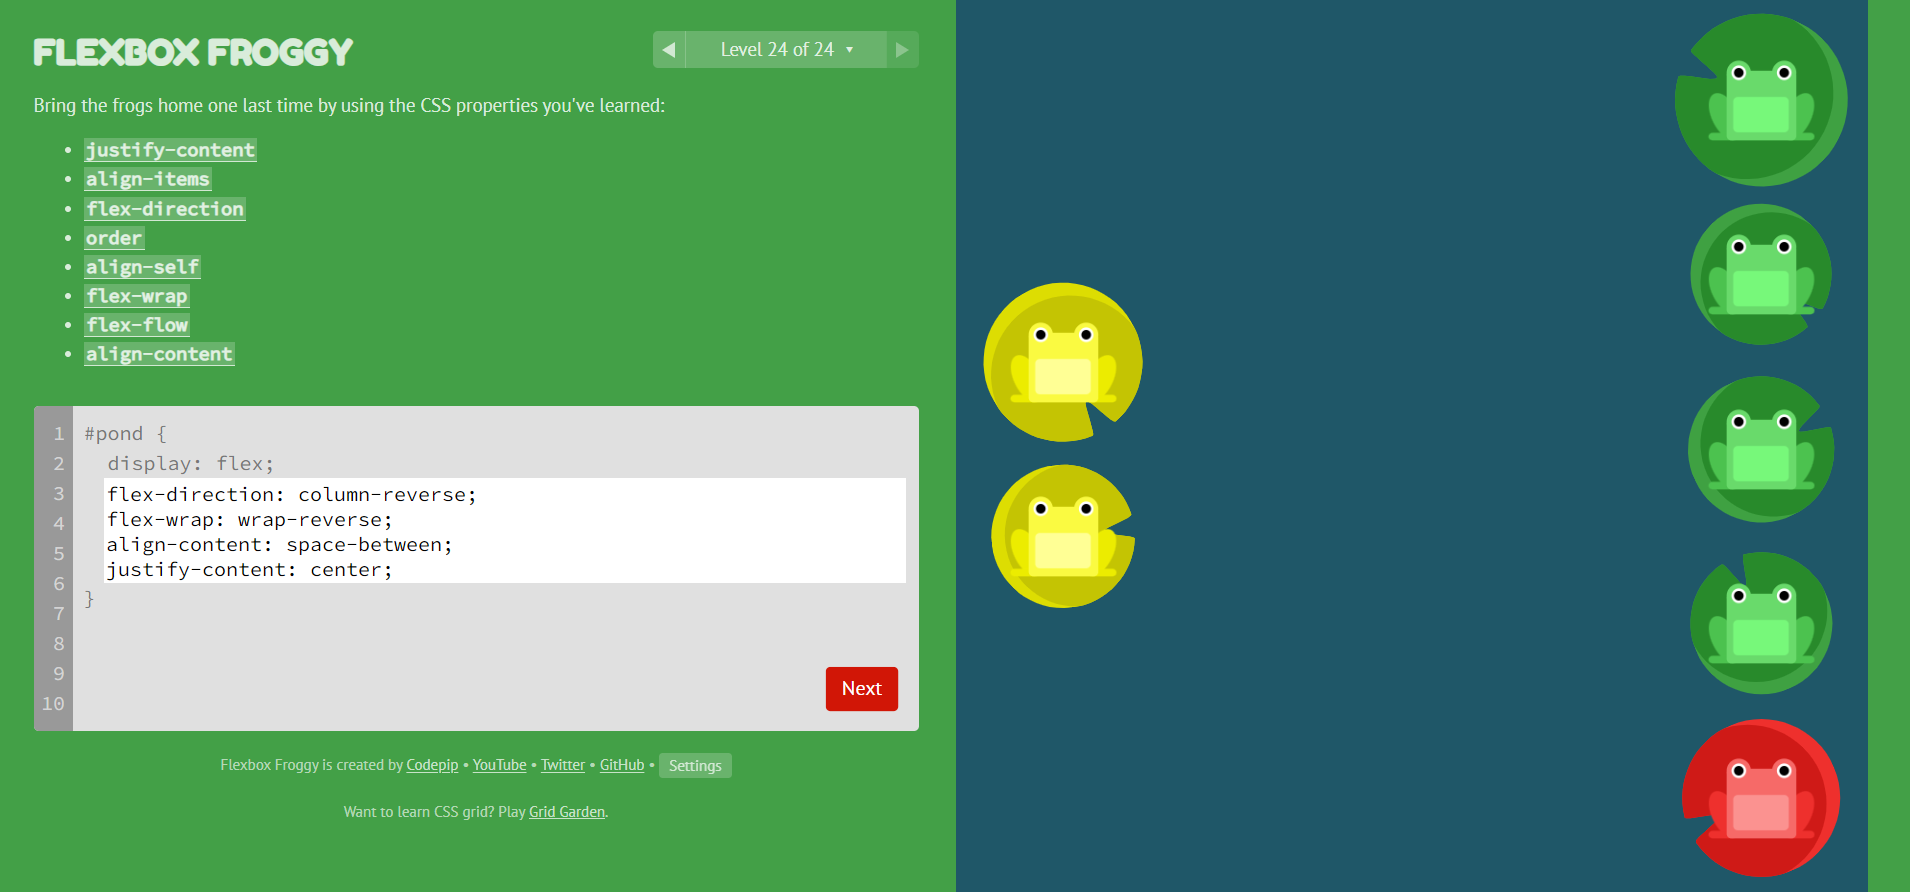 FLEXBOX FROGGY
◀ Level 24 of 24 ▼ ▶
Bring the frogs home one last time by using the CSS properties you've learned:
• justify-content
• align-items
• flex-direction
• order
• align-self
• flex-wrap
• flex-flow
• align-content
1 #pond {
2 display: flex;
3 flex-direction: column-reverse;
4 flex-wrap: wrap-reverse;
5 align-content: space-between;
6 justify-content: center;
7 }
8
9
10
Next
Flexbox Froggy is created by Codepip • YouTube • Twitter • GitHub • Settings
Want to learn CSS grid? Play Grid Garden.